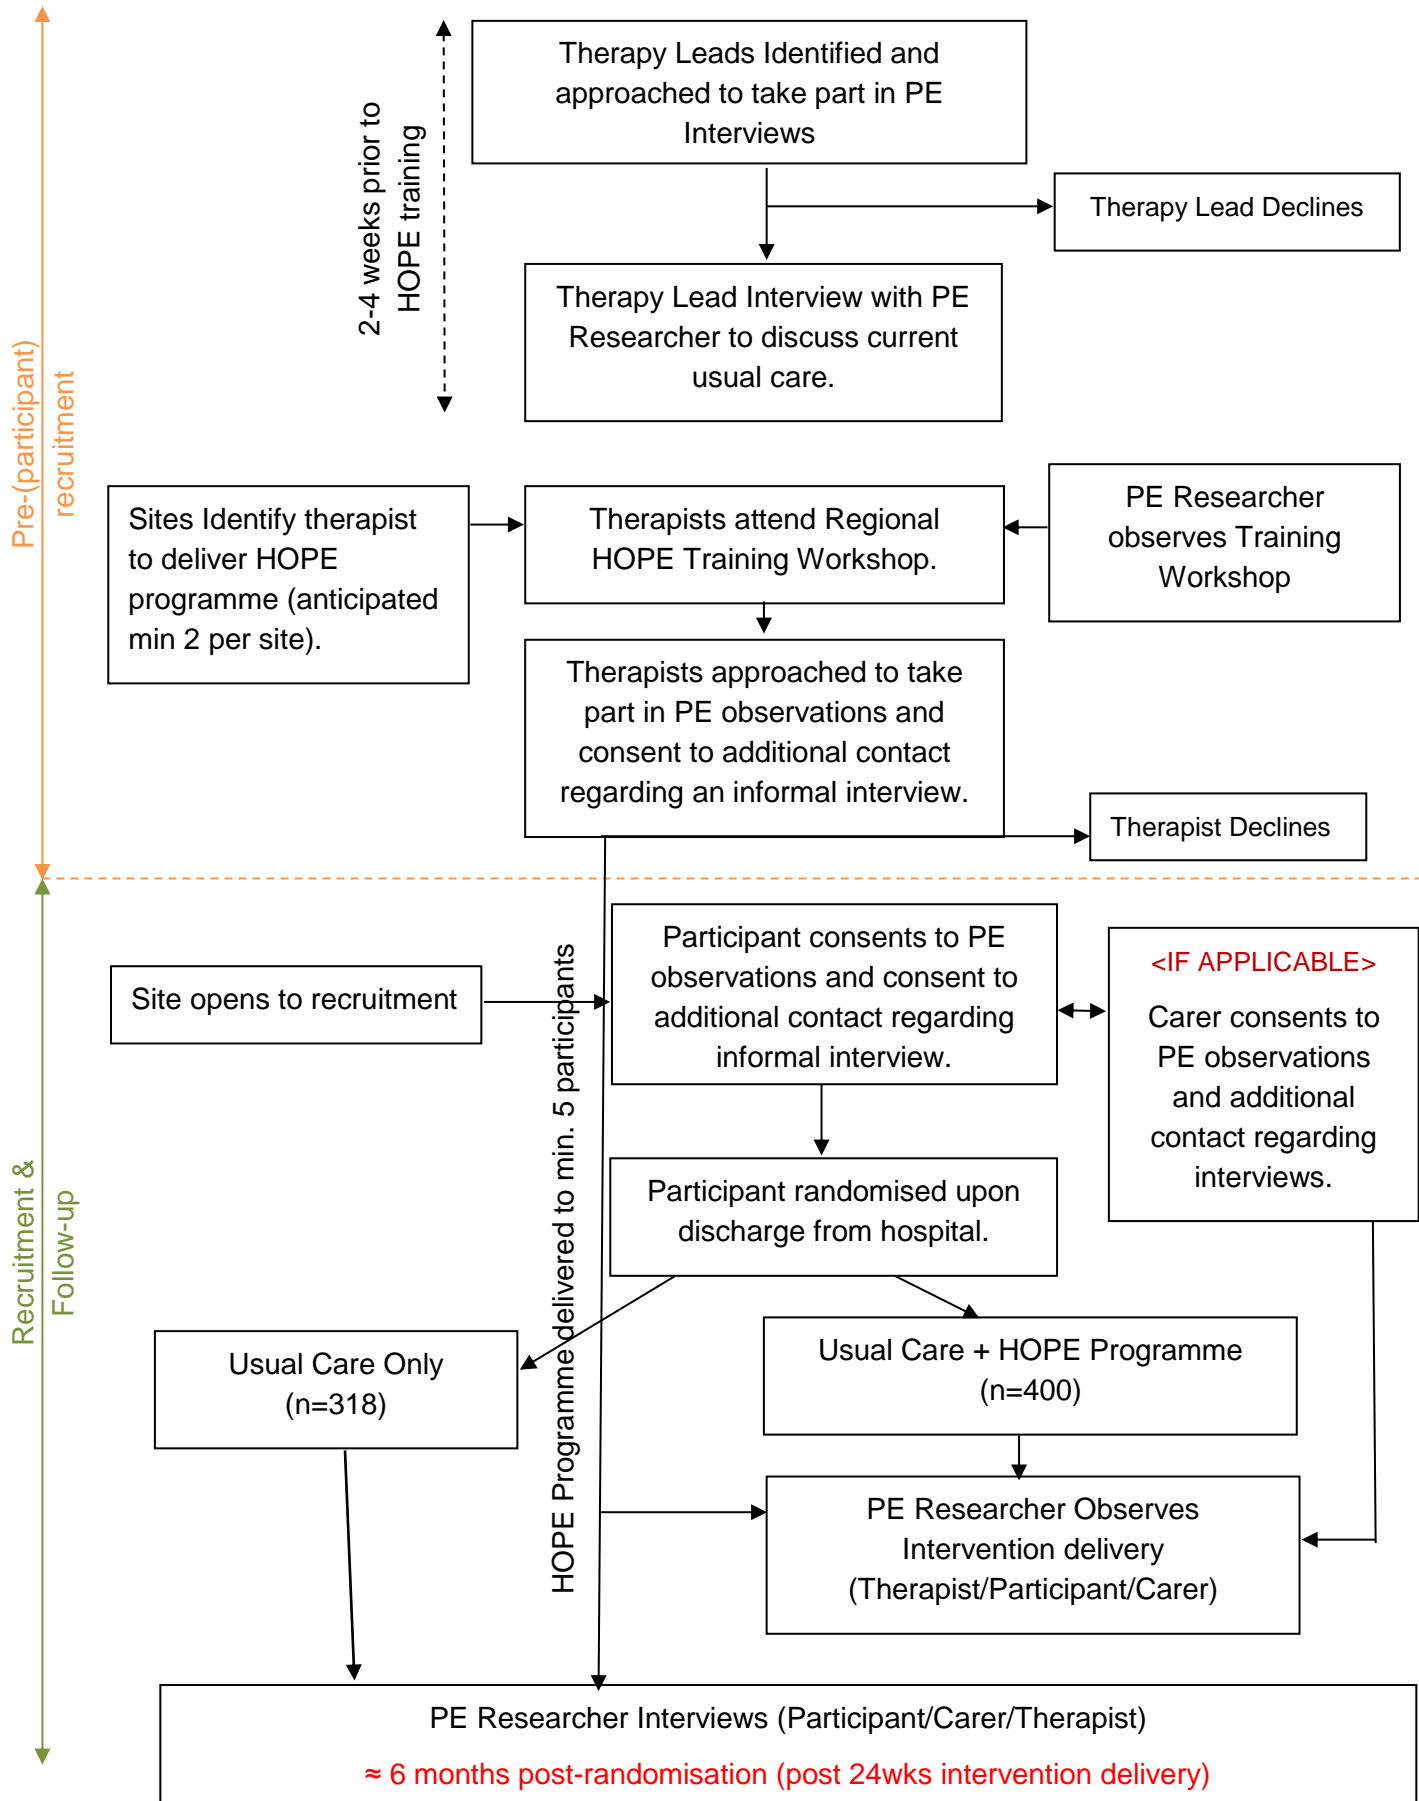 Therapy Leads Identified and
approached to take part in PE
Interviews
2-4 weeks prior to
HOPE training
Therapy Lead Declines
Therapy Lead Interview with PE
Researcher to discuss current
usual care.
Pre-(participant)
recruitment
Sites Identify therapist
to deliver HOPE
programme (anticipated
min 2 per site).
Therapists attend Regional
HOPE Training Workshop.
PE Researcher
observes Training
Workshop
Therapists approached to take
part in PE observations and
consent to additional contact
regarding an informal interview.
Therapist Declines
Recruitment &
Follow-up
Site opens to recruitment
HOPE Programme delivered to min. 5 participants
Participant consents to PE
observations and consent to
additional contact regarding
informal interview.
<IF APPLICABLE>
Carer consents to
PE observations
and additional
contact regarding
interviews.
Participant randomised upon
discharge from hospital.
Usual Care Only
(n=318)
Usual Care + HOPE Programme
(n=400)
PE Researcher Observes
Intervention delivery
(Therapist/Participant/Carer)
PE Researcher Interviews (Participant/Carer/Therapist)
≈ 6 months post-randomisation (post 24wks intervention delivery)